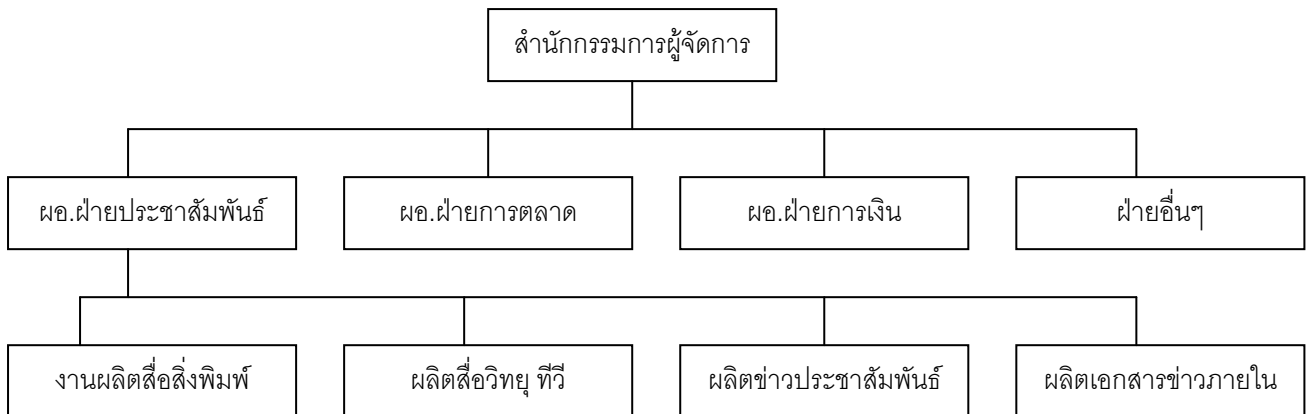 สำนักกรรมการผู้จัดการ
ผอ.ฝ่ายประชาสัมพันธ์
ผอ.ฝ่ายการตลาด
ผอ.ฝ่ายการเงิน
ฝ่ายอื่นๆ
งานผลิตสื่อสิ่งพิมพ์
ผลิตสื่อวิทยุ ทีวี
ผลิตข่าวประชาสัมพันธ์
ผลิตเอกสารข่าวภายใน